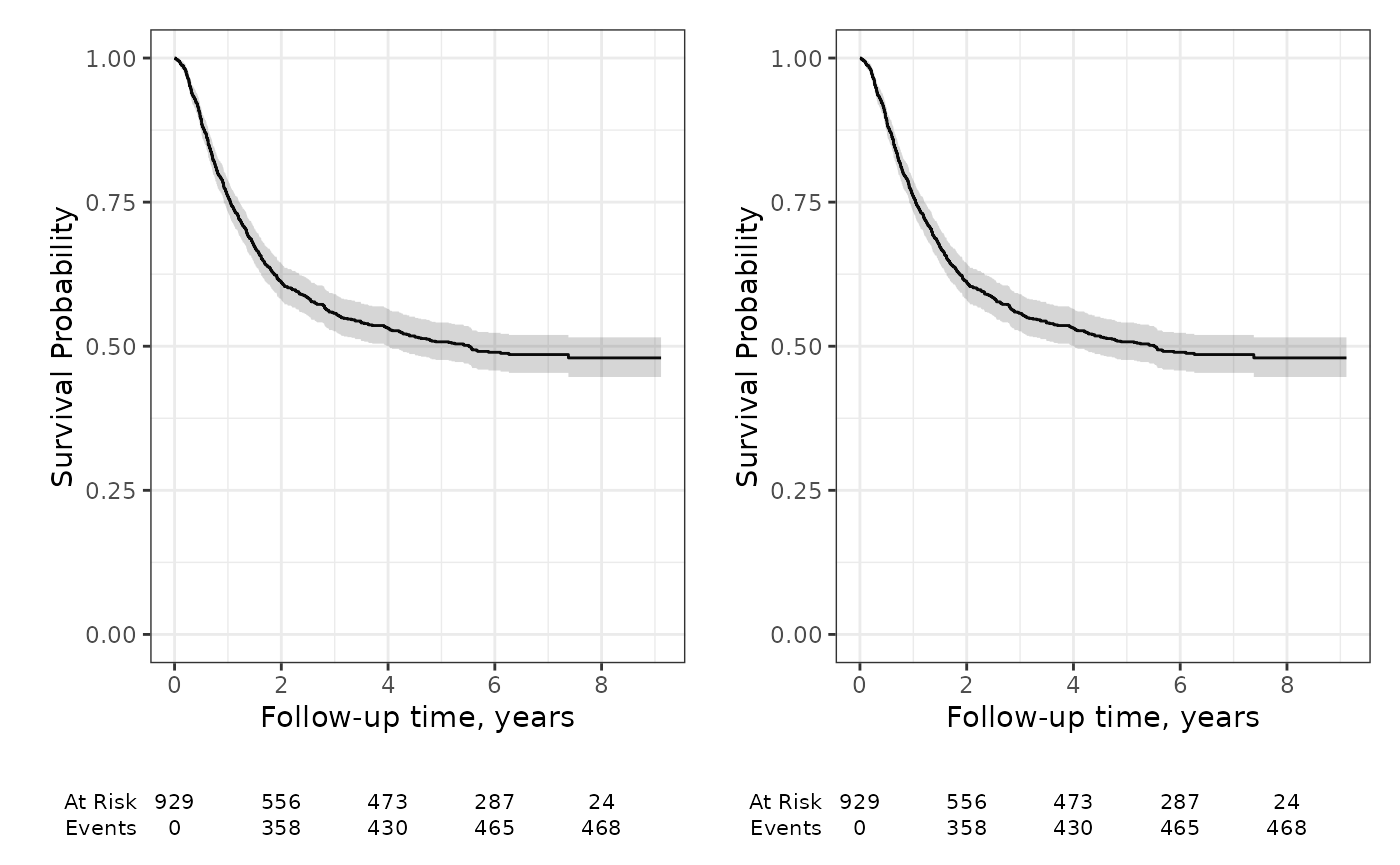 1.00
0.75
0.50
0.25
0.00
Survival Probability
0 2 4 6 8
Follow-up time, years
At Risk 929 556 473 287 24
Events 0 358 430 465 468
1.00
0.75
0.50
0.25
0.00
Survival Probability
0 2 4 6 8
Follow-up time, years
At Risk 929 556 473 287 24
Events 0 358 430 465 468